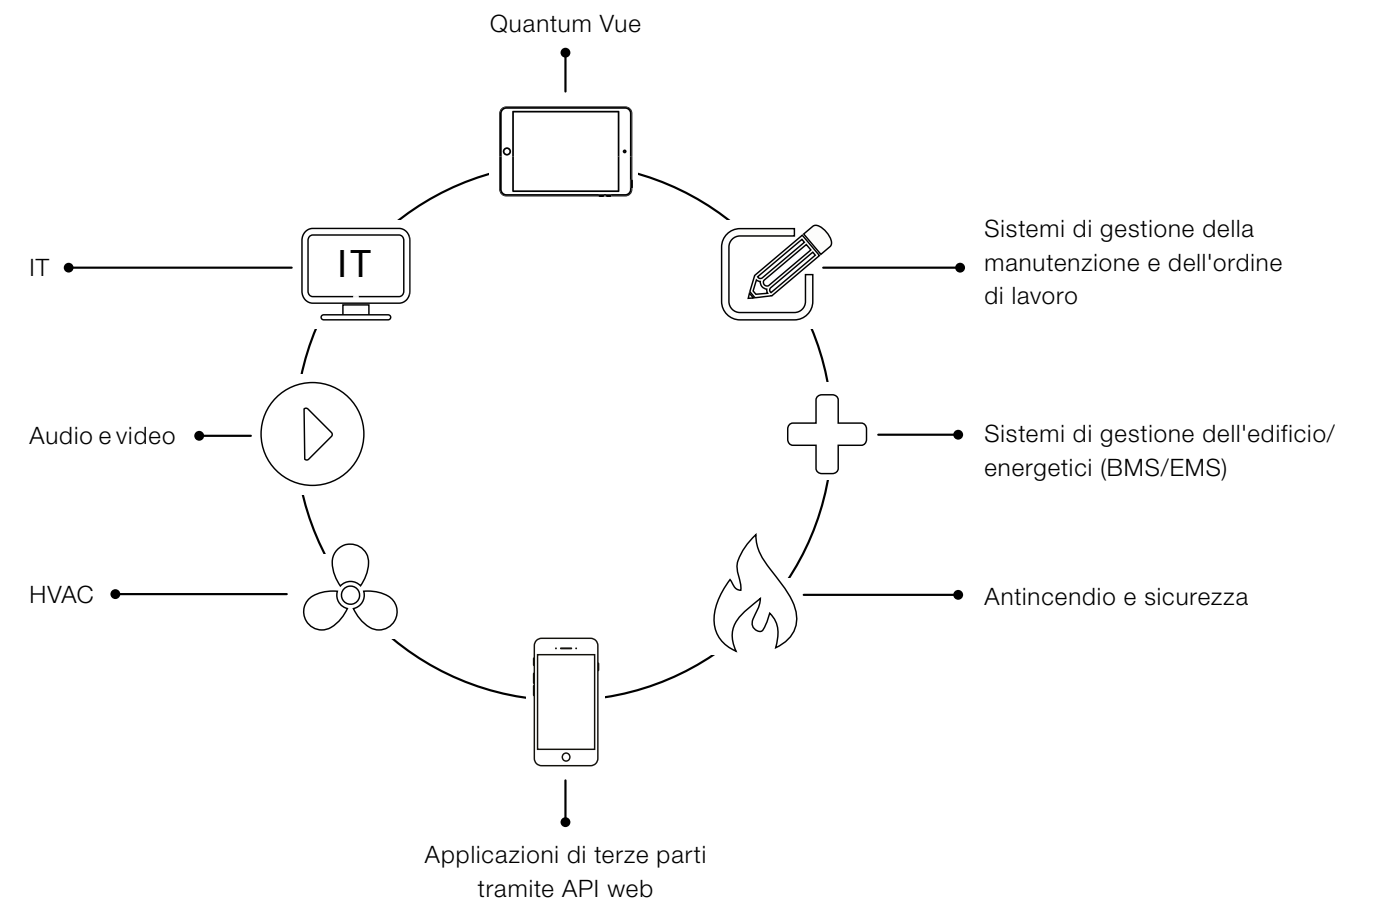 Quantum Vue
IT
IT
Sistemi di gestione della
manutenzione e dell'ordine
di lavoro
Audio e video
Sistemi di gestione dell'edificio/
energetici (BMS/EMS)
HVAC
Antincendio e sicurezza
Applicazioni di terze parti
tramite API web